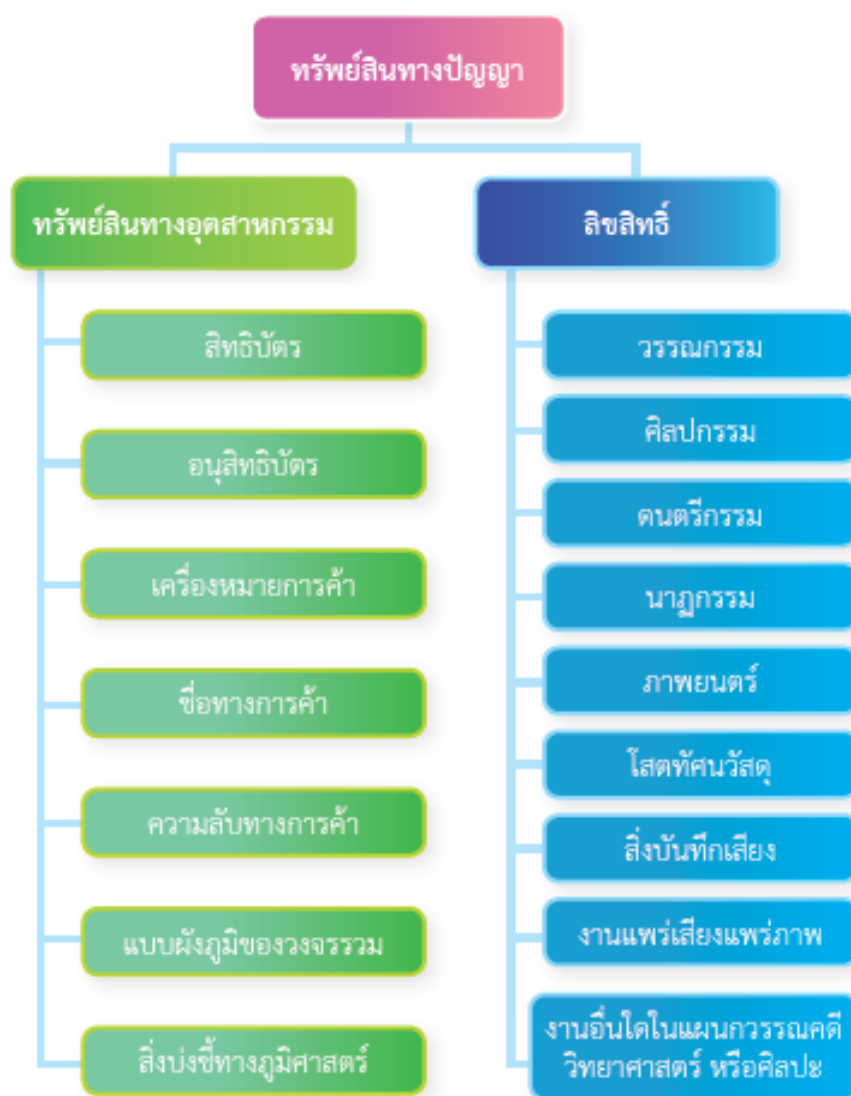 ทรัพย์สินทางปัญญา
ทรัพย์สินทางอุตสาหกรรม
สิทธิบัตร
อนุสิทธิบัตร
เครื่องหมายการค้า
ชื่อทางการค้า
ความลับทางการค้า
แบบผังภูมิของวงจรรวม
สิ่งบ่งชี้ทางภูมิศาสตร์
ลิขสิทธิ์
วรรณกรรม
ศิลปกรรม
ดนตรีกรรม
นาฏกรรม
ภาพยนตร์
โสตทัศนวัสดุ
สิ่งบันทึกเสียง
งานแพร่เสียงแพร่ภาพ
งานอื่นใดในแผนกวรรณคดี
วิทยาศาสตร์ หรือศิลปะ